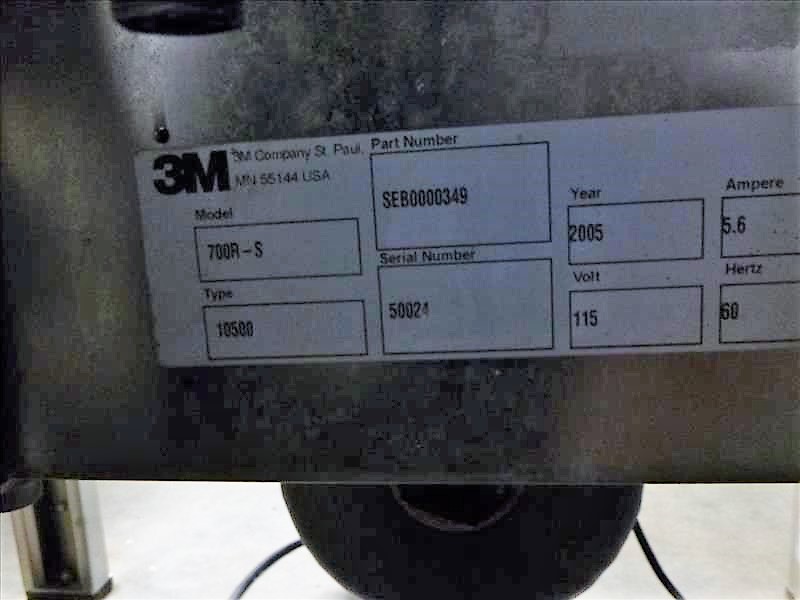 3M
3M Company St. Paul,
MN 55144 USA
Model
700R-S
Type
10500
Part Number
SEB0000349
Serial Number
50024
Year
2005
Volt
115
Ampere
5.6
Hertz
60